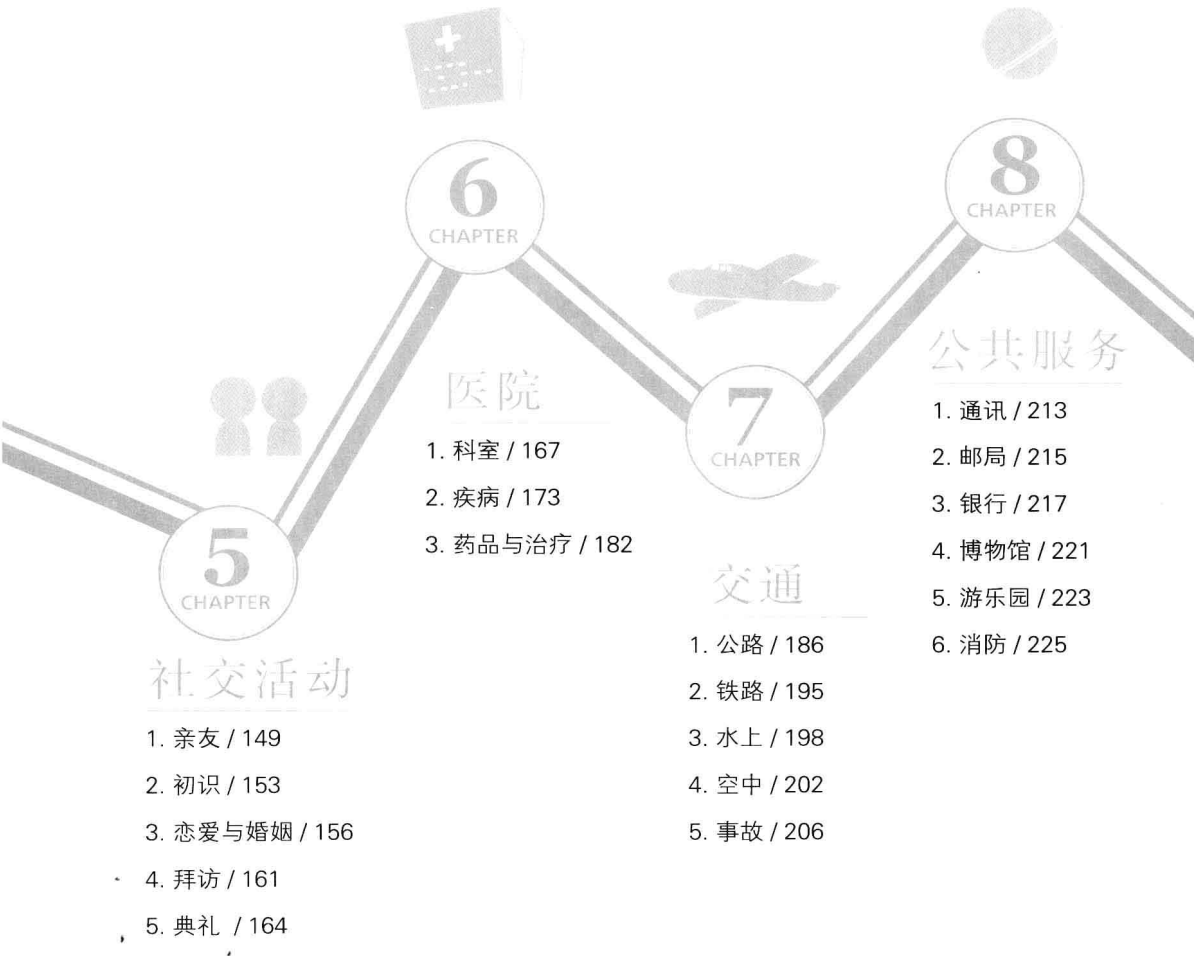 5
CHAPTER
社交活动
1. 亲友 / 149
2. 初识 / 153
3. 恋爱与婚姻 / 156
4. 拜访 / 161
5. 典礼 / 164
6
CHAPTER
医院
1. 科室 / 167
2. 疾病 / 173
3. 药品与治疗 / 182
7
CHAPTER
交通
1. 公路 / 186
2. 铁路 / 195
3. 水上 / 198
4. 空中 / 202
5. 事故 / 206
8
CHAPTER
公共服务
1. 通讯 / 213
2. 邮局 / 215
3. 银行 / 217
4. 博物馆 / 221
5. 游乐园 / 223
6. 消防 / 225